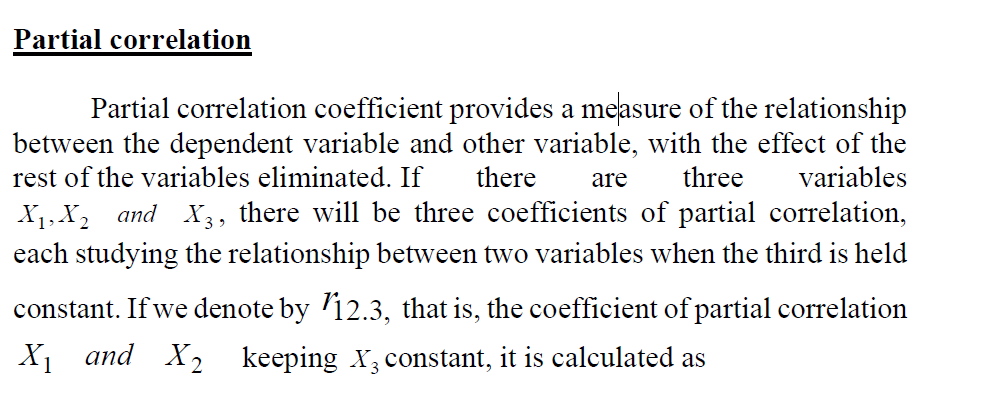 Partial correlation
Partial correlation coefficient provides a measure of the relationship
between the dependent variable and other variable, with the effect of the
rest of the variables eliminated. If there are three variables
X₁, X₂ and X₃, there will be three coefficients of partial correlation,
each studying the relationship between two variables when the third is held
constant. If we denote by r₁₂.₃, that is, the coefficient of partial correlation
X₁ and X₂ keeping X₃ constant, it is calculated as